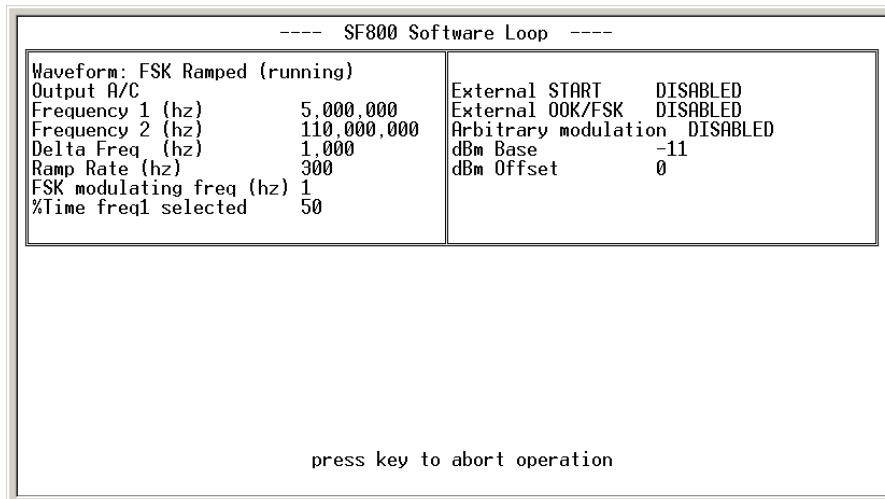 ---- SF800 Software Loop ----
Waveform: FSK Ramped (running)
Output A/C
Frequency 1 (hz) 5,000,000
Frequency 2 (hz) 110,000,000
Delta Freq (hz) 1,000
Ramp Rate (hz) 300
FSK modulating freq (hz) 1
%Time freq1 selected 50
External START DISABLED
External OOK/FSK DISABLED
Arbitrary modulation DISABLED
dBm Base -11
dBm Offset 0
press key to abort operation